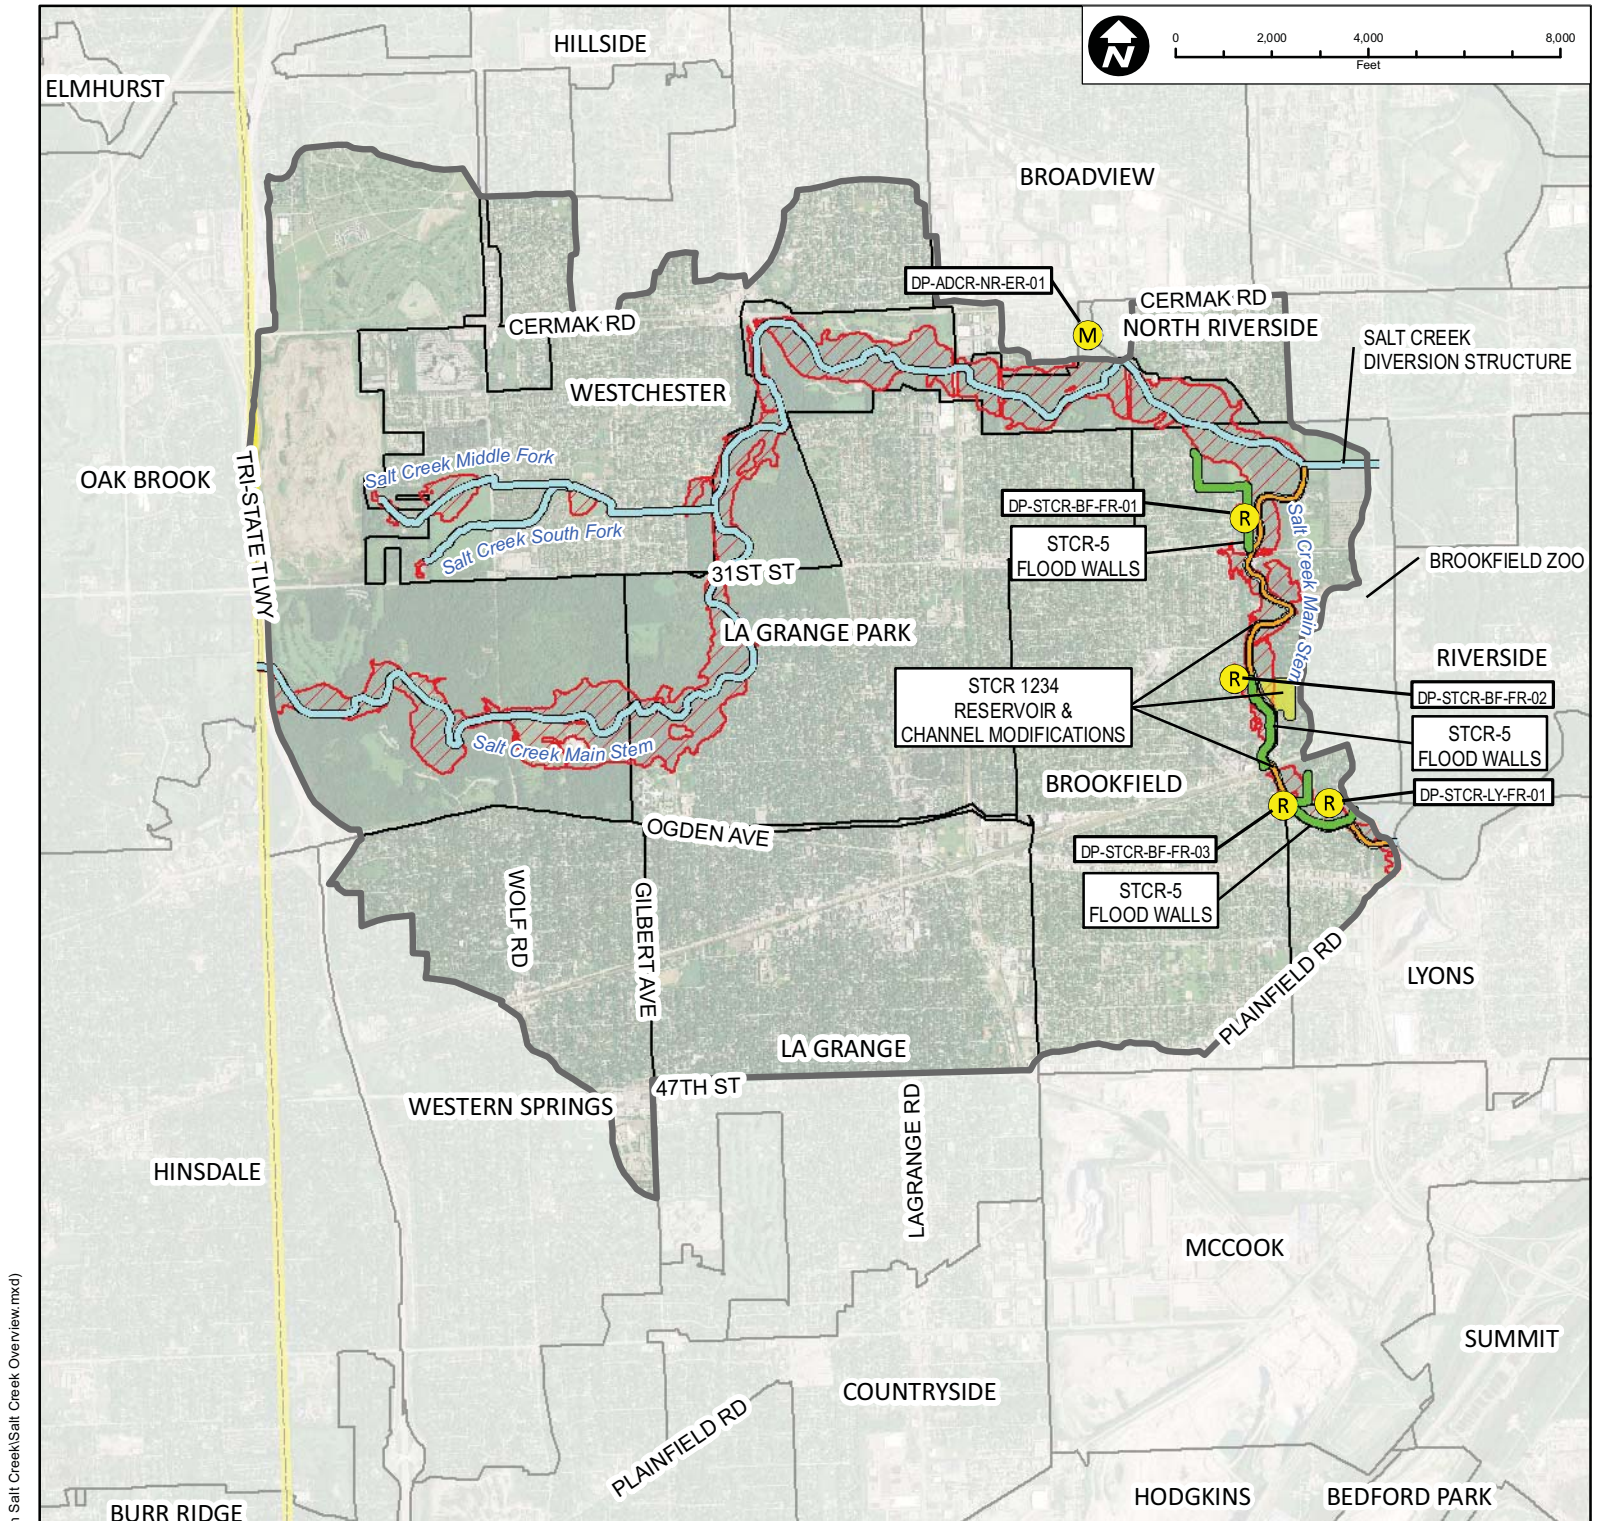 HILLSIDE
ELMHURST
N
0
2,000
4,000
8,000
Feet
BROADVIEW
DP-ADCR-NR-ER-01
M
CERMAK RD
CERMAK RD
NORTH RIVERSIDE
SALT CREEK
DIVERSION STRUCTURE
WESTCHESTER
OAK BROOK
TRI-STATE TLWY
Salt Creek Middle Fork
Salt Creek South Fork
DP-STCR-BF-FR-01
R
STCR-5
FLOOD WALLS
Salt Creek Main Stem
BROOKFIELD ZOO
31ST ST
LA GRANGE PARK
RIVERSIDE
R
DP-STCR-BF-FR-02
STCR 1234
RESERVOIR &
CHANNEL MODIFICATIONS
STCR-5
FLOOD WALLS
Salt Creek Main Stem
BROOKFIELD
DP-STCR-LY-FR-01
R
R
OGDEN AVE
DP-STCR-BF-FR-03
STCR-5
FLOOD WALLS
WOLF RD
GILBERT AVE
PLAINFIELD RD
LYONS
LA GRANGE
47TH ST
WESTERN SPRINGS
LAGRANGE RD
HINSDALE
MCCOOK
SUMMIT
COUNTRYSIDE
PLAINFIELD RD
HODGKINS
BEDFORD PARK
BURR RIDGE
Salt Creek\Salt Creek Overview.mxd)